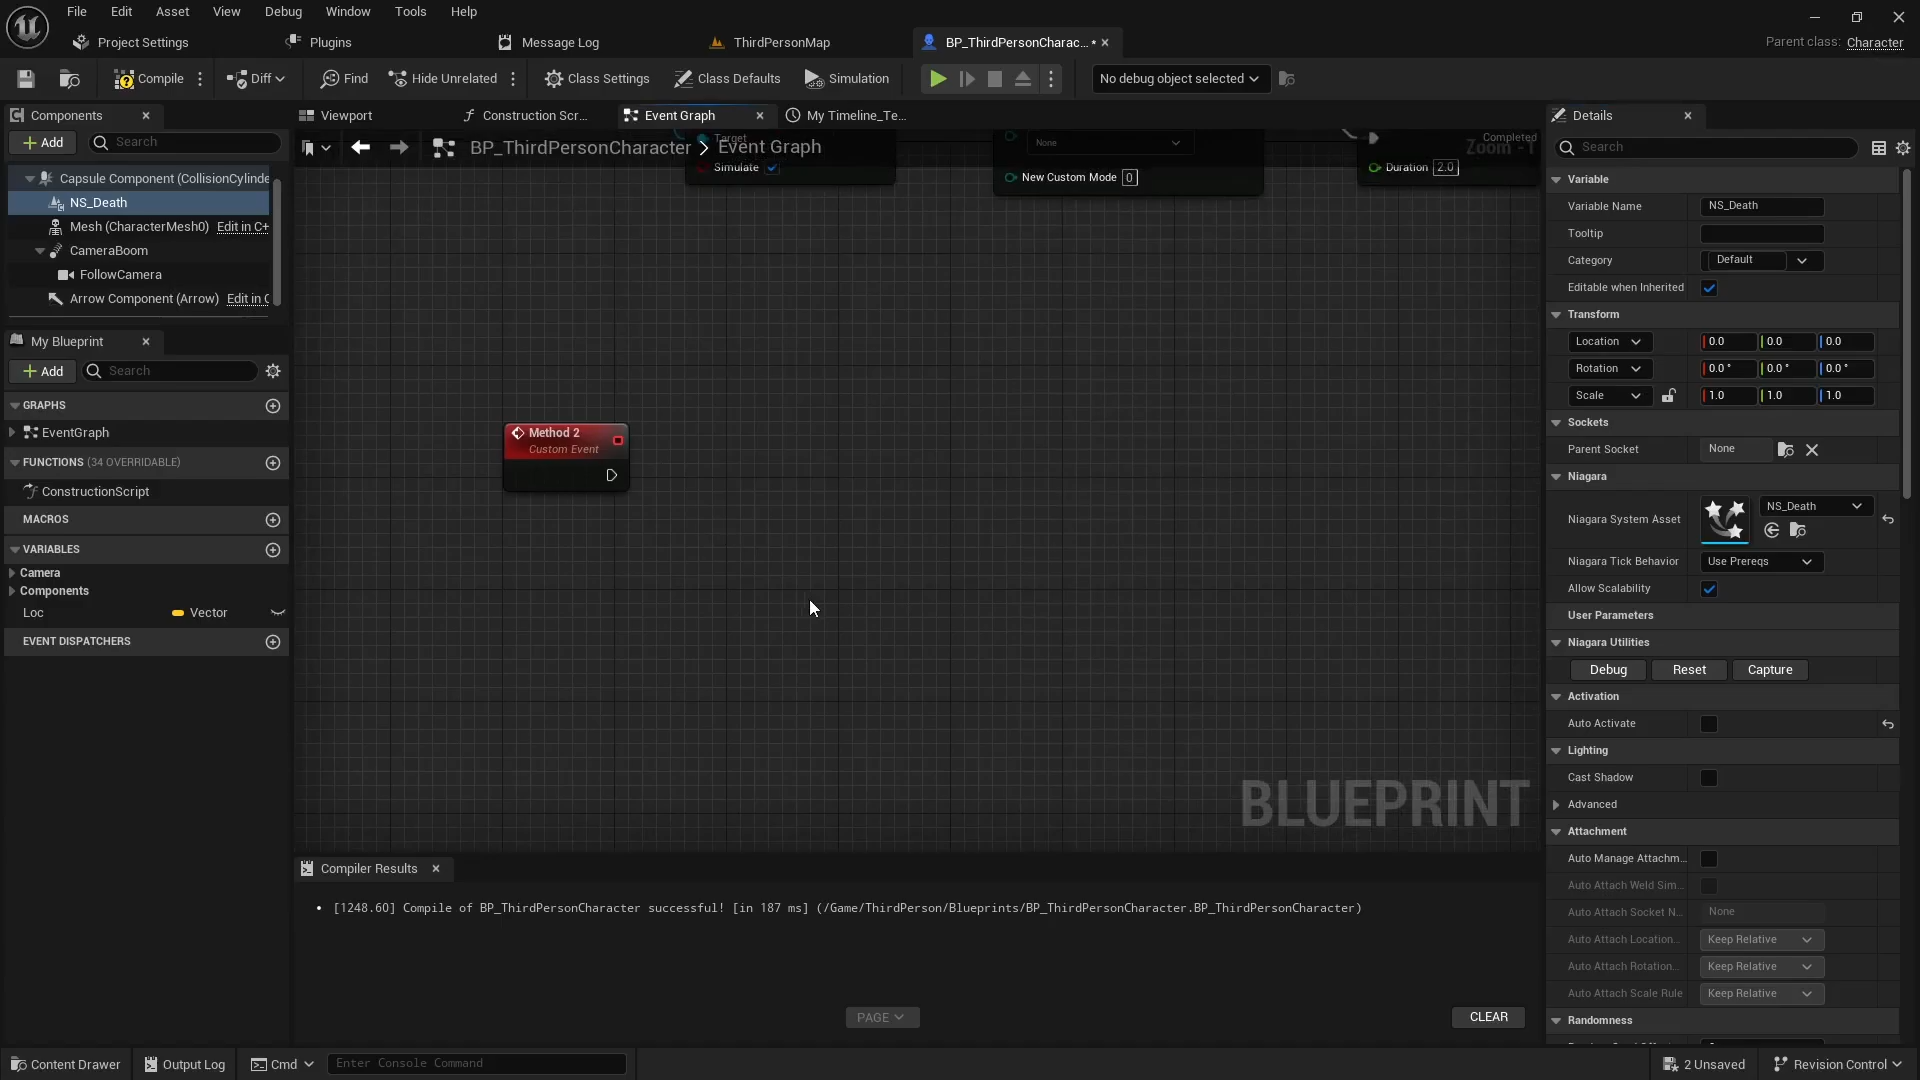 File Edit Asset View Debug Window Tools Help
Project Settings Plugins Message Log ThirdPersonMap BP_ThirdPersonCharac... • Parent class: Character
Compile Diff Find Hide Unrelated Class Settings Class Defaults Simulation No debug object selected
Components
Add Search
Capsule Component (CollisionCylinde
NS_Death
Mesh (CharacterMesh0) Edit in C+
CameraBoom
FollowCamera
Arrow Component (Arrow) Edit in C
My Blueprint
Add Search
GRAPHS
EventGraph
FUNCTIONS (34 OVERRIDABLE)
ConstructionScript
MACROS
VARIABLES
Camera
Components
Loc Vector
EVENT DISPATCHERS
Viewport Construction Scr... Event Graph My Timeline_Te...
BP_ThirdPersonCharacter > Event Graph
Zoom -1
Target
Simulate
None
New Custom Mode 0
Completed
Duration 2.0
Method 2
Custom Event
BLUEPRINT
Compiler Results
[1248.60] Compile of BP_ThirdPersonCharacter successful! [in 187 ms] (/Game/ThirdPerson/Blueprints/BP_ThirdPersonCharacter.BP_ThirdPersonCharacter)
PAGE CLEAR
Details
Search
Variable
Variable Name NS_Death
Tooltip
Category Default
Editable when Inherited
Transform
Location 0.0 0.0 0.0
Rotation 0.0 ° 0.0 ° 0.0 °
Scale 1.0 1.0 1.0
Sockets
Parent Socket None
Niagara
Niagara System Asset NS_Death
Niagara Tick Behavior Use Prereqs
Allow Scalability
User Parameters
Niagara Utilities
Debug Reset Capture
Activation
Auto Activate
Lighting
Cast Shadow
Advanced
Attachment
Auto Manage Attachm...
Auto Attach Weld Sim...
Auto Attach Socket N... None
Auto Attach Location... Keep Relative
Auto Attach Rotation... Keep Relative
Auto Attach Scale Rule Keep Relative
Randomness
Content Drawer Output Log Cmd Enter Console Command 2 Unsaved Revision Control